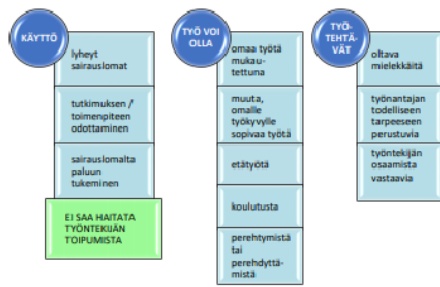 KÄYTTÖ
lyheyt
sairauslomat
tutkimuksen /
toimenpiteen
odottaminen
sairauslomalta
paluun
tukeminen
EI SAA HAITATA
TYÖNTEKIJÄN
TOIPUMISTA
TYÖ VOI
OLLA
omaa työtä
mukau-
tettuna
muuta,
omalle
työkyvylle
sopivaa työtä
etätyötä
koulutusta
perehtymistä
tai
perehdyttä-
mistä
TYÖ-
TEHTÄ-
VÄT
oltava
mielekkäitä
työnantajan
todelliseen
tarpeeseen
perustuvia
työntekijän
osaamista
vastaavia